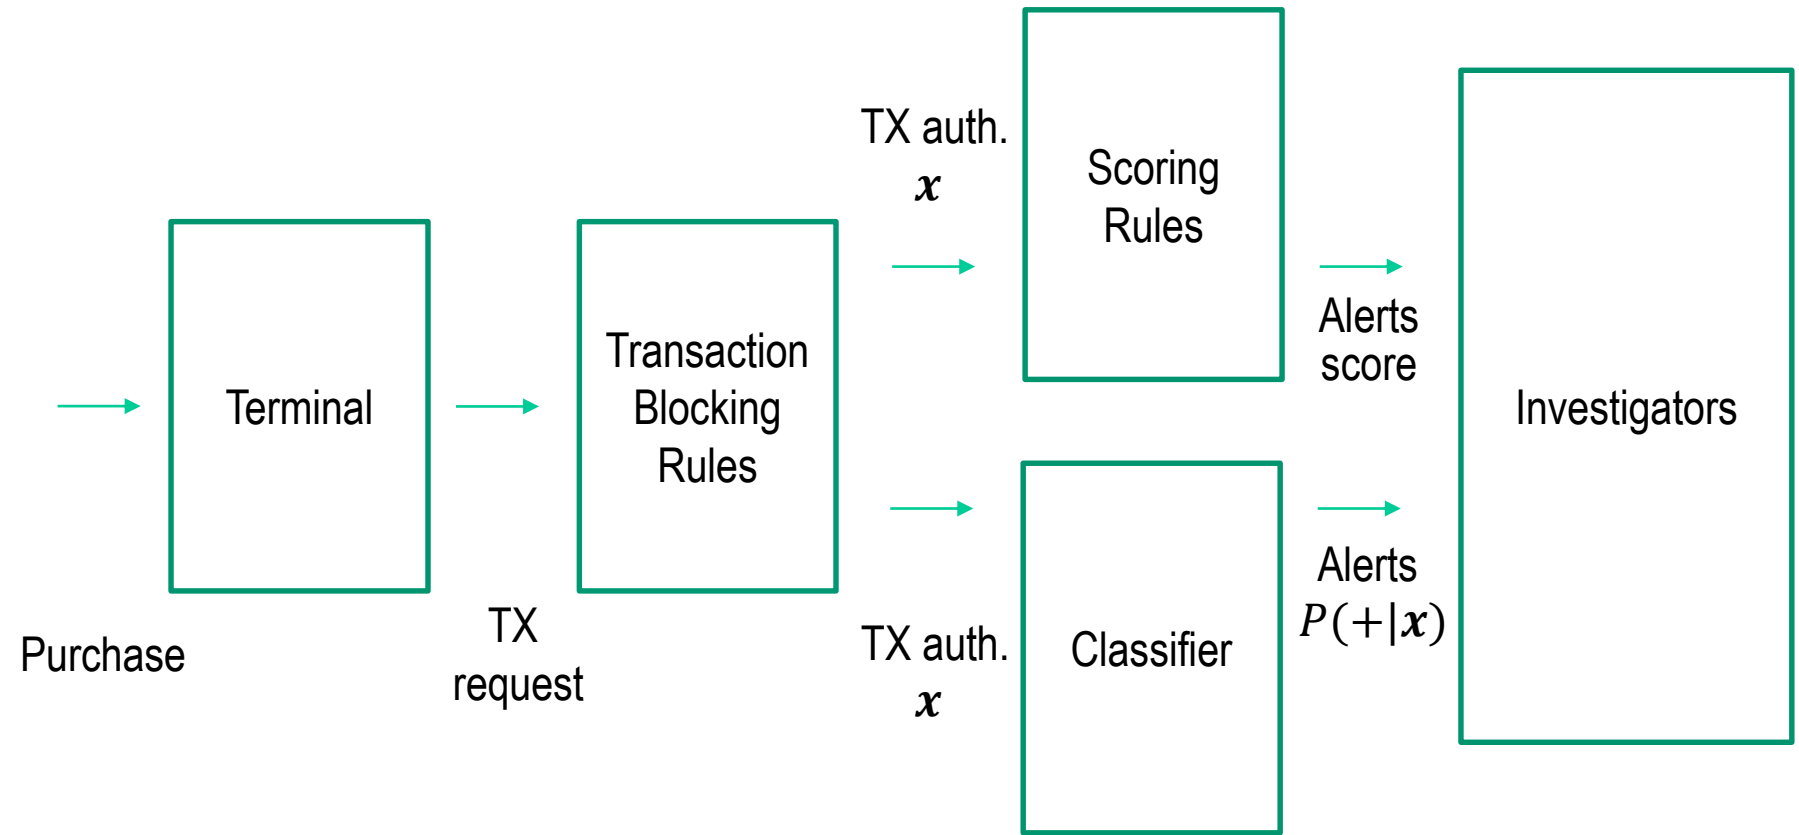 Purchase
Terminal
TX
request
Transaction
Blocking
Rules
TX auth.
x
Scoring
Rules
Alerts
score
TX auth.
x
Classifier
Alerts
P(+|x)
Investigators